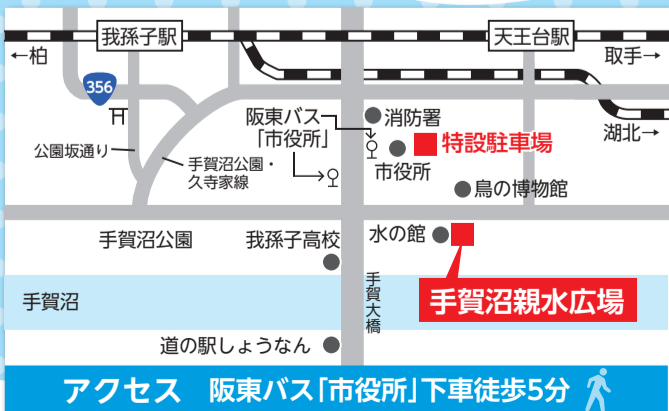 我孫子駅
天王台駅
←柏
取手→
356
阪東バス
「市役所」
消防署
特設駐車場
湖北→
公園坂通り
手賀沼公園・
久寺家線
市役所
鳥の博物館
手賀沼公園
我孫子高校
水の館
手賀沼
手賀大橋
手賀沼親水広場
道の駅しょうなん
アクセス 阪東バス「市役所」下車徒歩5分